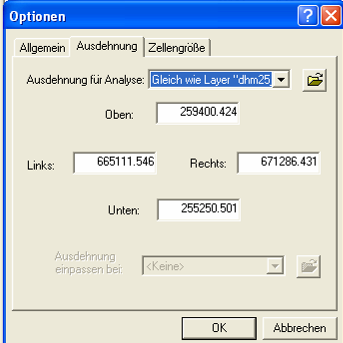 Optionen
Allgemein Ausdehnung Zellengröße
Ausdehnung für Analyse: Gleich wie Layer "dhm25
Oben: 259400.424
Links: 665111.546 Rechts: 671286.431
Unten: 255250.501
Ausdehnung
einpassen bei: <Keine>
OK Abbrechen